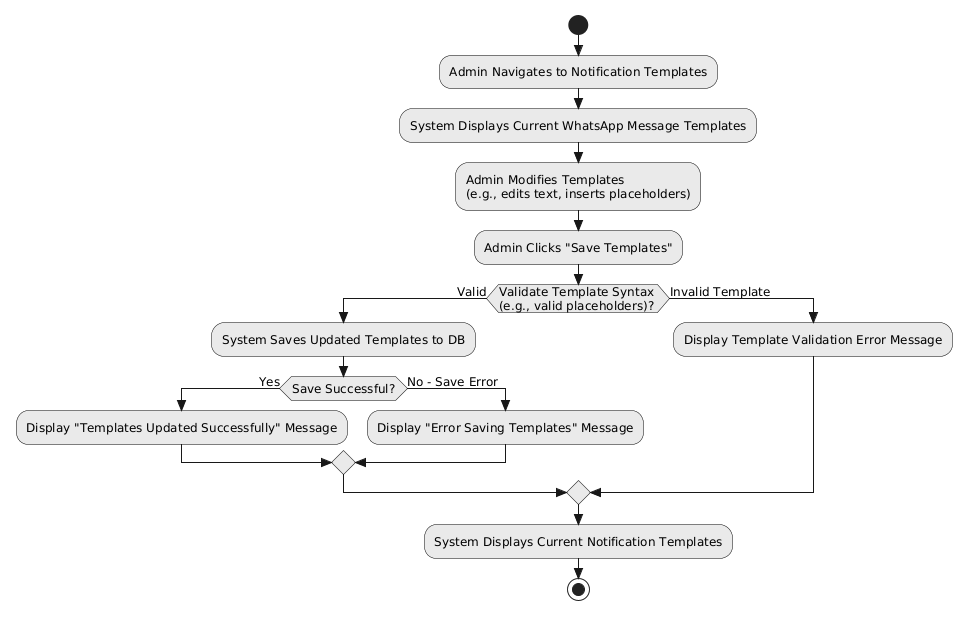 Admin Navigates to Notification Templates
System Displays Current WhatsApp Message Templates
Admin Modifies Templates
(e.g., edits text, inserts placeholders)
Admin Clicks "Save Templates"
Valid
Validate Template Syntax
(e.g., valid placeholders)?
Invalid Template
System Saves Updated Templates to DB
Display Template Validation Error Message
Yes
Save Successful?
No - Save Error
Display "Templates Updated Successfully" Message
Display "Error Saving Templates" Message
System Displays Current Notification Templates